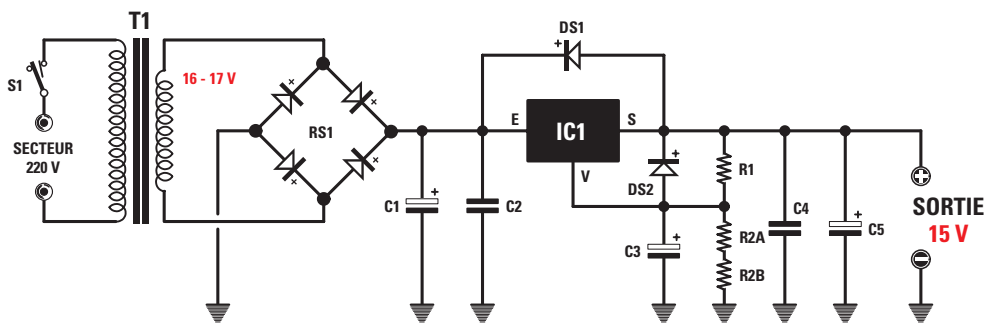 T1
DS1
+
S1
16 - 17 V
RS1
E
IC1
S
+
R1
SECTEUR
220 V
V
DS2
C1
+
C2
C3
+
R2A
R2B
C4
C5
+
SORTIE
15 V